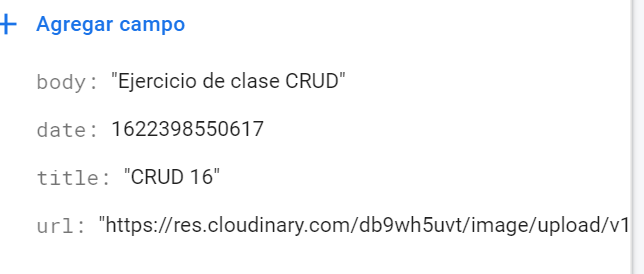 Agregar campo
body: "Ejercicio de clase CRUD"
date: 1622398550617
title: "CRUD 16"
url: "https://res.cloudinary.com/db9wh5uvt/image/upload/v1